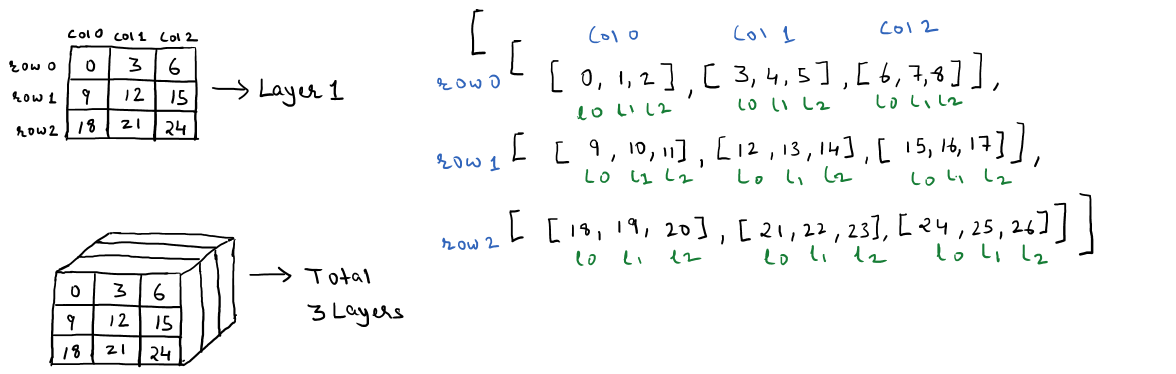 col 0 col 1 col 2
row 0 0 3 6
row 1 9 12 15
row 2 18 21 24
→ Layer 1
0 3 6
9 12 15
18 21 24
→ Total
3 Layers
[
col 0 col 1 col 2
row 0 [ [ 0, 1, 2 ] , [ 3, 4, 5 ] , [ 6, 7, 8 ] ] ,
l0 l1 l2 l0 l1 l2 l0 l1 l2
row 1 [ [ 9 , 10, 11 ] , [ 12 , 13, 14 ] , [ 15, 16, 17 ] ] ,
l0 l1 l2 l0 l1 l2 l0 l1 l2
row 2 [ [ 18, 19, 20 ] , [ 21, 22, 23 ], [ 24 , 25, 26 ] ] ]
l0 l1 l2 l0 l1 l2 l0 l1 l2